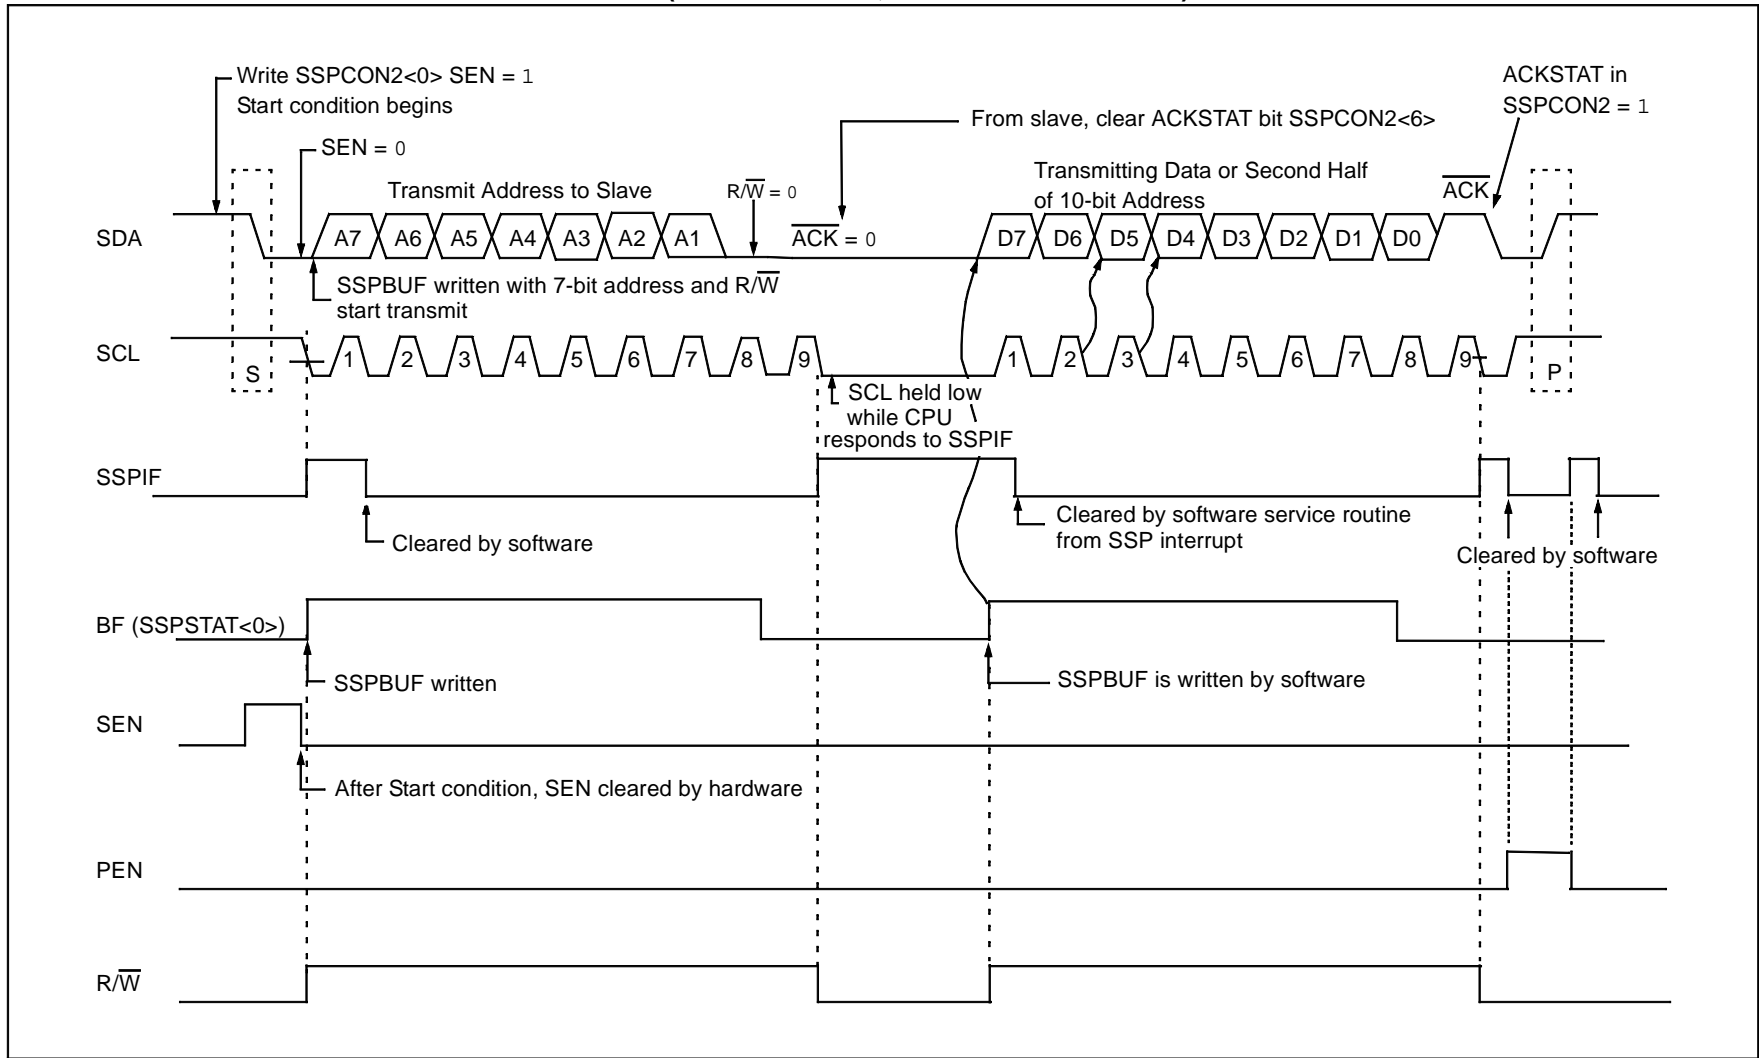 Write SSPCON2<0> SEN = 1
Start condition begins
ACKSTAT in
SSPCON2 = 1
From slave, clear ACKSTAT bit SSPCON2<6>
SEN = 0
Transmit Address to Slave
R/W̅ = 0
Transmitting Data or Second Half
of 10-bit Address
A̅C̅K̅
SDA
A7 A6 A5 A4 A3 A2 A1
A̅C̅K̅ = 0
D7 D6 D5 D4 D3 D2 D1 D0
SSPBUF written with 7-bit address and R/W̅
start transmit
SCL
S
1 2 3 4 5 6 7 8 9
1 2 3 4 5 6 7 8 9
P
SCL held low
while CPU
responds to SSPIF
SSPIF
Cleared by software
Cleared by software service routine
from SSP interrupt
Cleared by software
BF (SSPSTAT<0>)
SSPBUF written
SSPBUF is written by software
SEN
After Start condition, SEN cleared by hardware
PEN
R/W̅